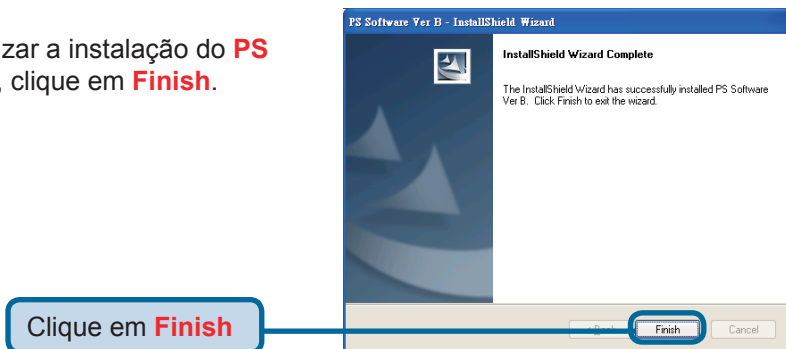 zar a instalação do PS
, clique em Finish.
PS Software Ver B - InstallShield Wizard
InstallShield Wizard Complete
The InstallShield Wizard has successfully installed PS Software
Ver B. Click Finish to exit the wizard.
Clique em Finish
Finish
Cancel